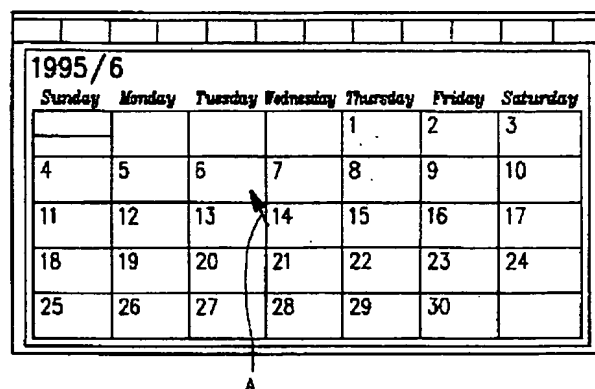 1995/6
Sunday Monday Tuesday Wednesday Thursday Friday Saturday
1 2 3
4 5 6 7 8 9 10
11 12 13 14 15 16 17
18 19 20 21 22 23 24
25 26 27 28 29 30
A